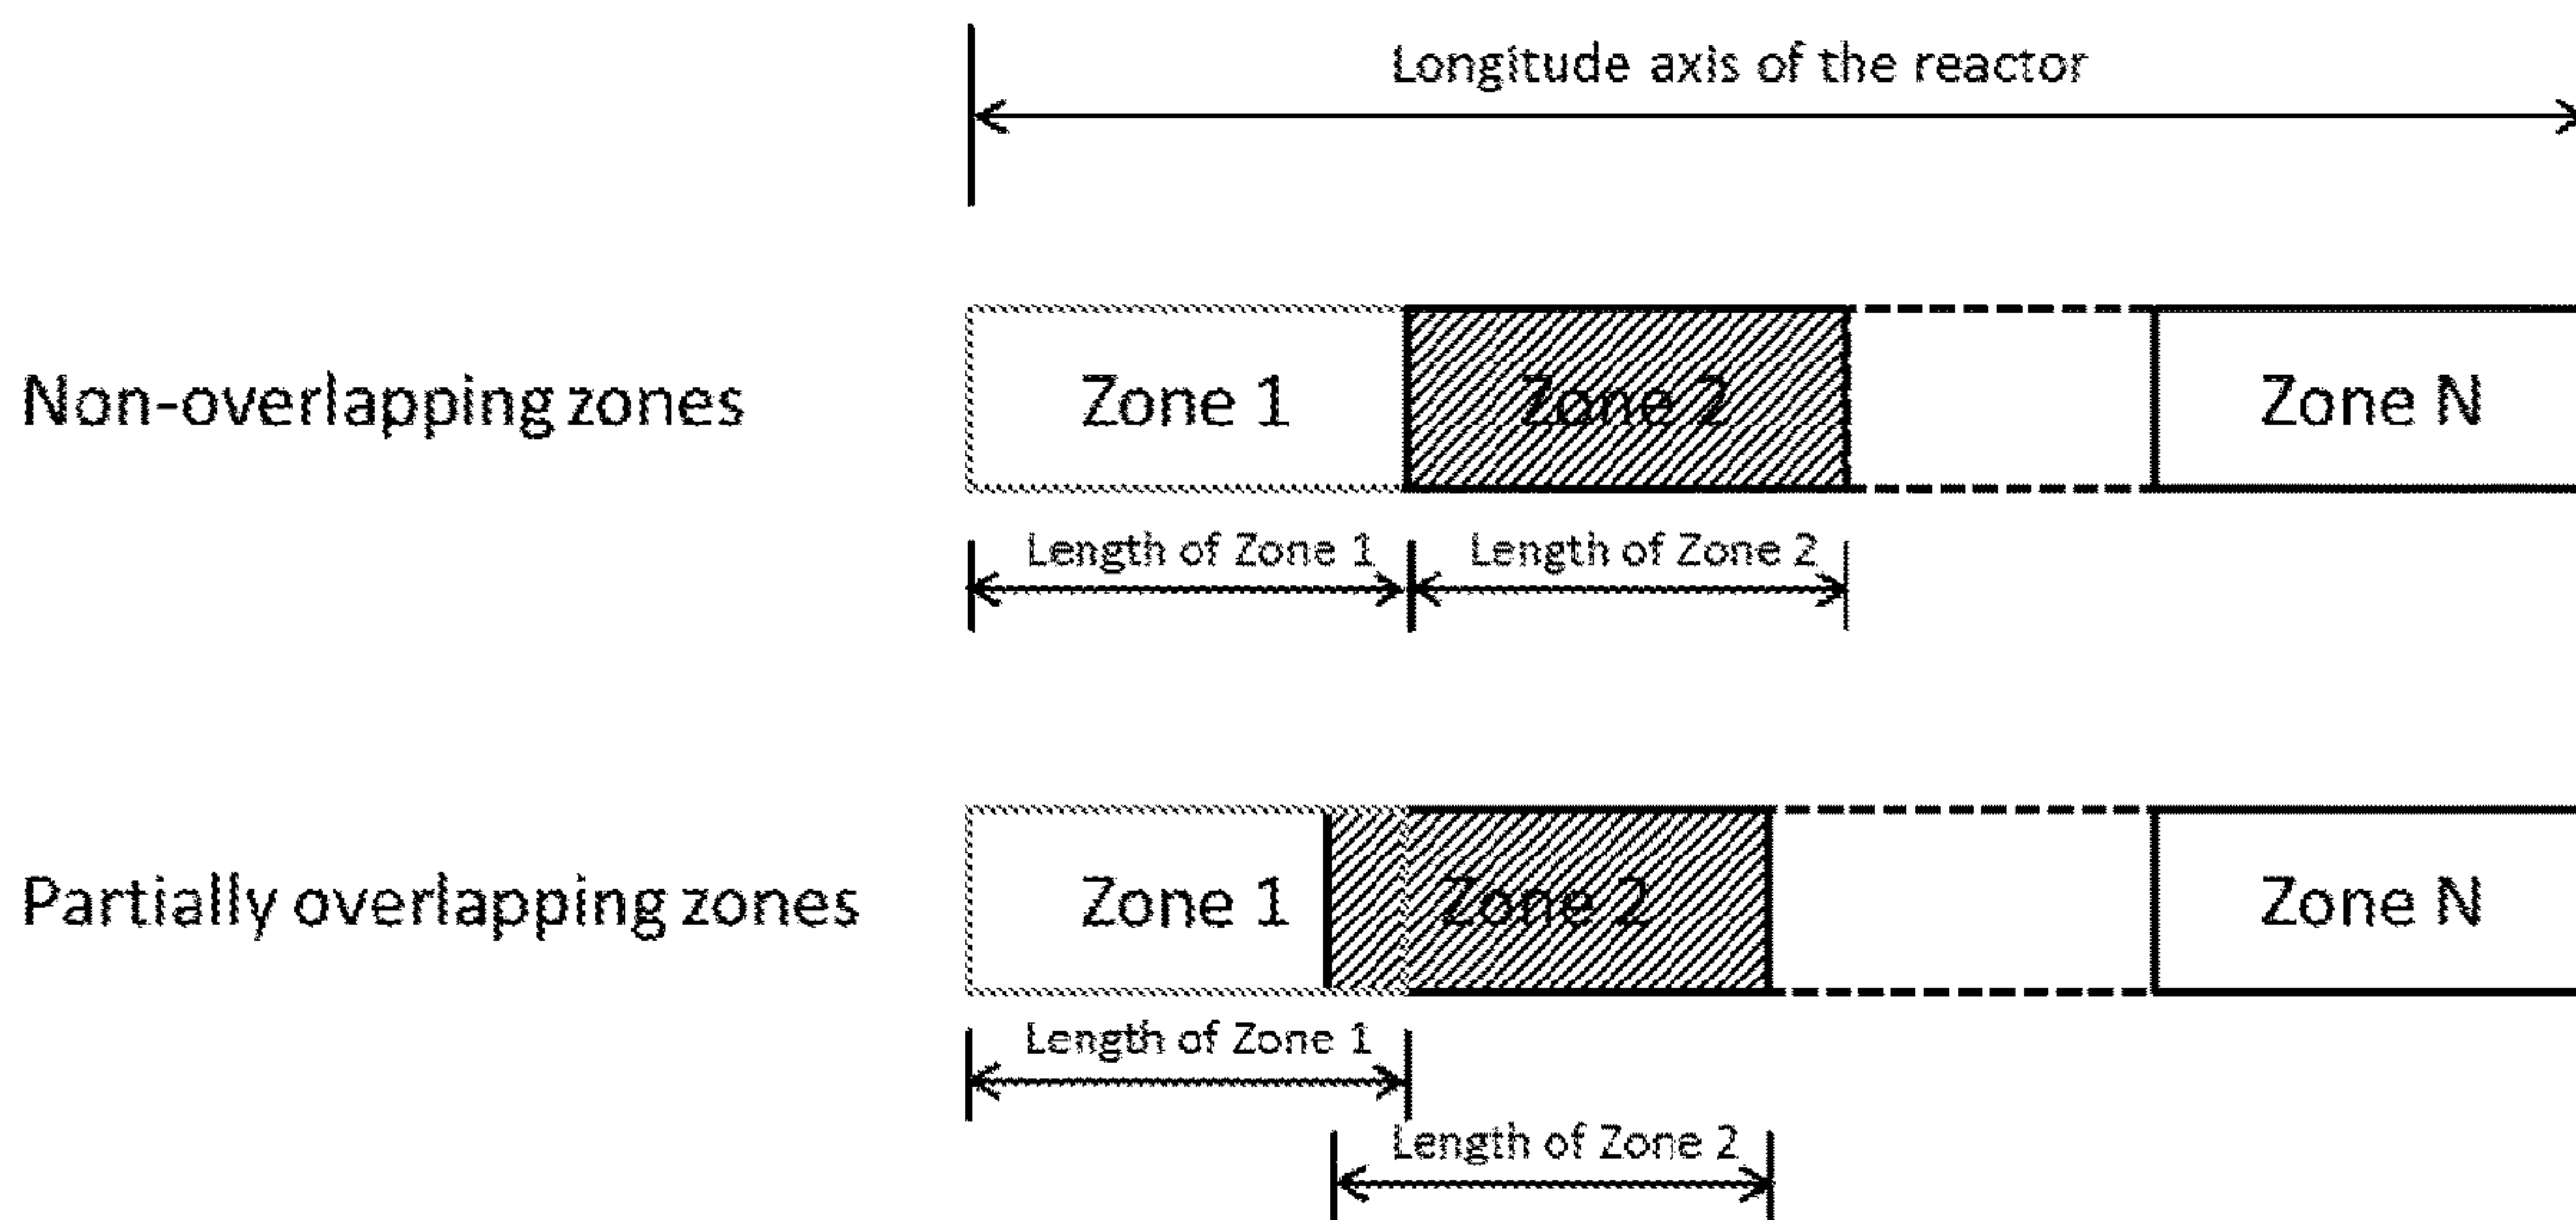 Longitude axis of the reactor
Non-overlapping zones
Zone 1
Zone 2
Zone N
Length of Zone 1
Length of Zone 2
Partially overlapping zones
Zone 1
Zone 2
Zone N
Length of Zone 1
Length of Zone 2